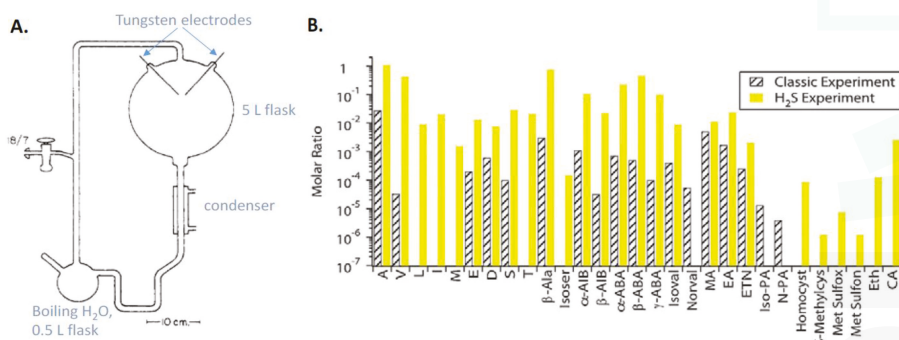 A.
Tungsten electrodes
5 L flask
18/7
condenser
Boiling H₂O,
0.5 L flask
10 cm.
B.
Classic Experiment
H₂S Experiment
Molar Ratio
1
10⁻¹
10⁻²
10⁻³
10⁻⁴
10⁻⁵
10⁻⁶
10⁻⁷
A
V
L
I
M
E
D
S
T
β-Ala
Isoser
α-AIB
β-AIB
α-ABA
β-ABA
γ-ABA
Isoval
Norval
MA
EA
ETN
Iso-PA
N-PA
Homocyst
-Methylcys
Met Sulfox
Met Sulfon
Eth
CA